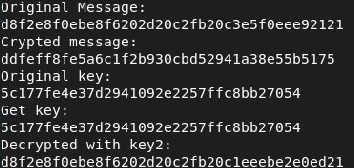 Original Message:
d8f2e8f0ebe8f6202d20c2fb20c3e5f0eee92121
Crypted message:
ddfeff8fe5a6c1f2b930cbd52941a38e55b5175
Original key:
5c177fe4e37d2941092e2257ffc8bb27054
Get key:
5c177fe4e37d2941092e2257ffc8bb27054
Decrypted with key2:
d8f2e8f0ebe8f6202d20c2fb20c1eeebe2e0ed21